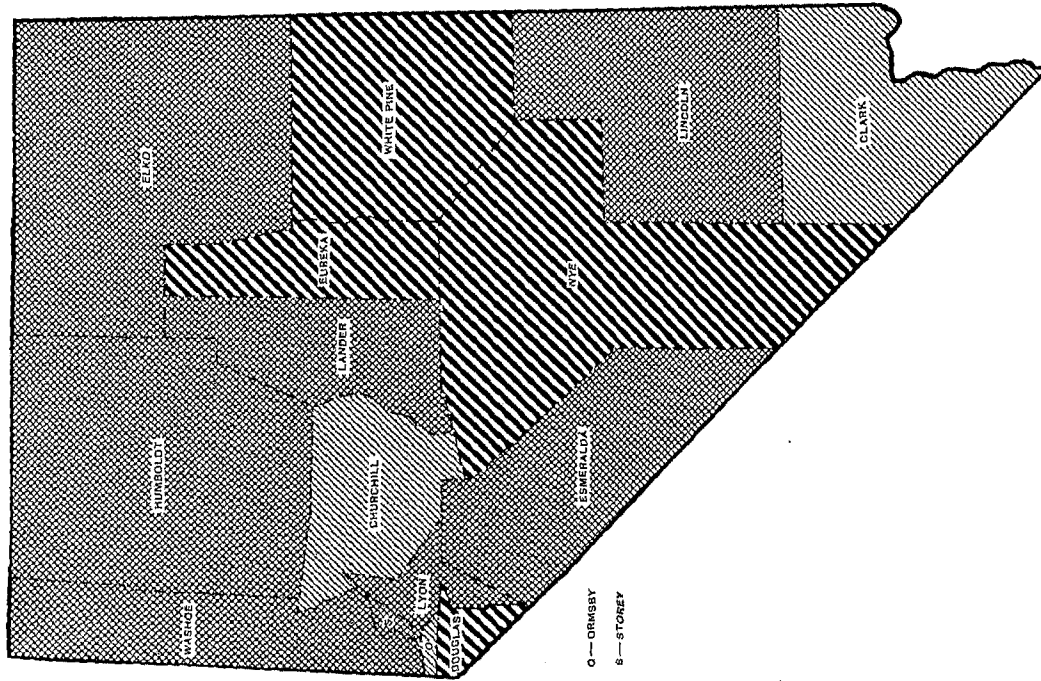 WASHOE
HUMBOLDT
ELKO
LANDER
EUREKA
WHITE PINE
CHURCHILL
O
S
LYON
DOUGLAS
ESMERALDA
NYE
LINCOLN
CLARK
O — ORMSBY
S — STOREY